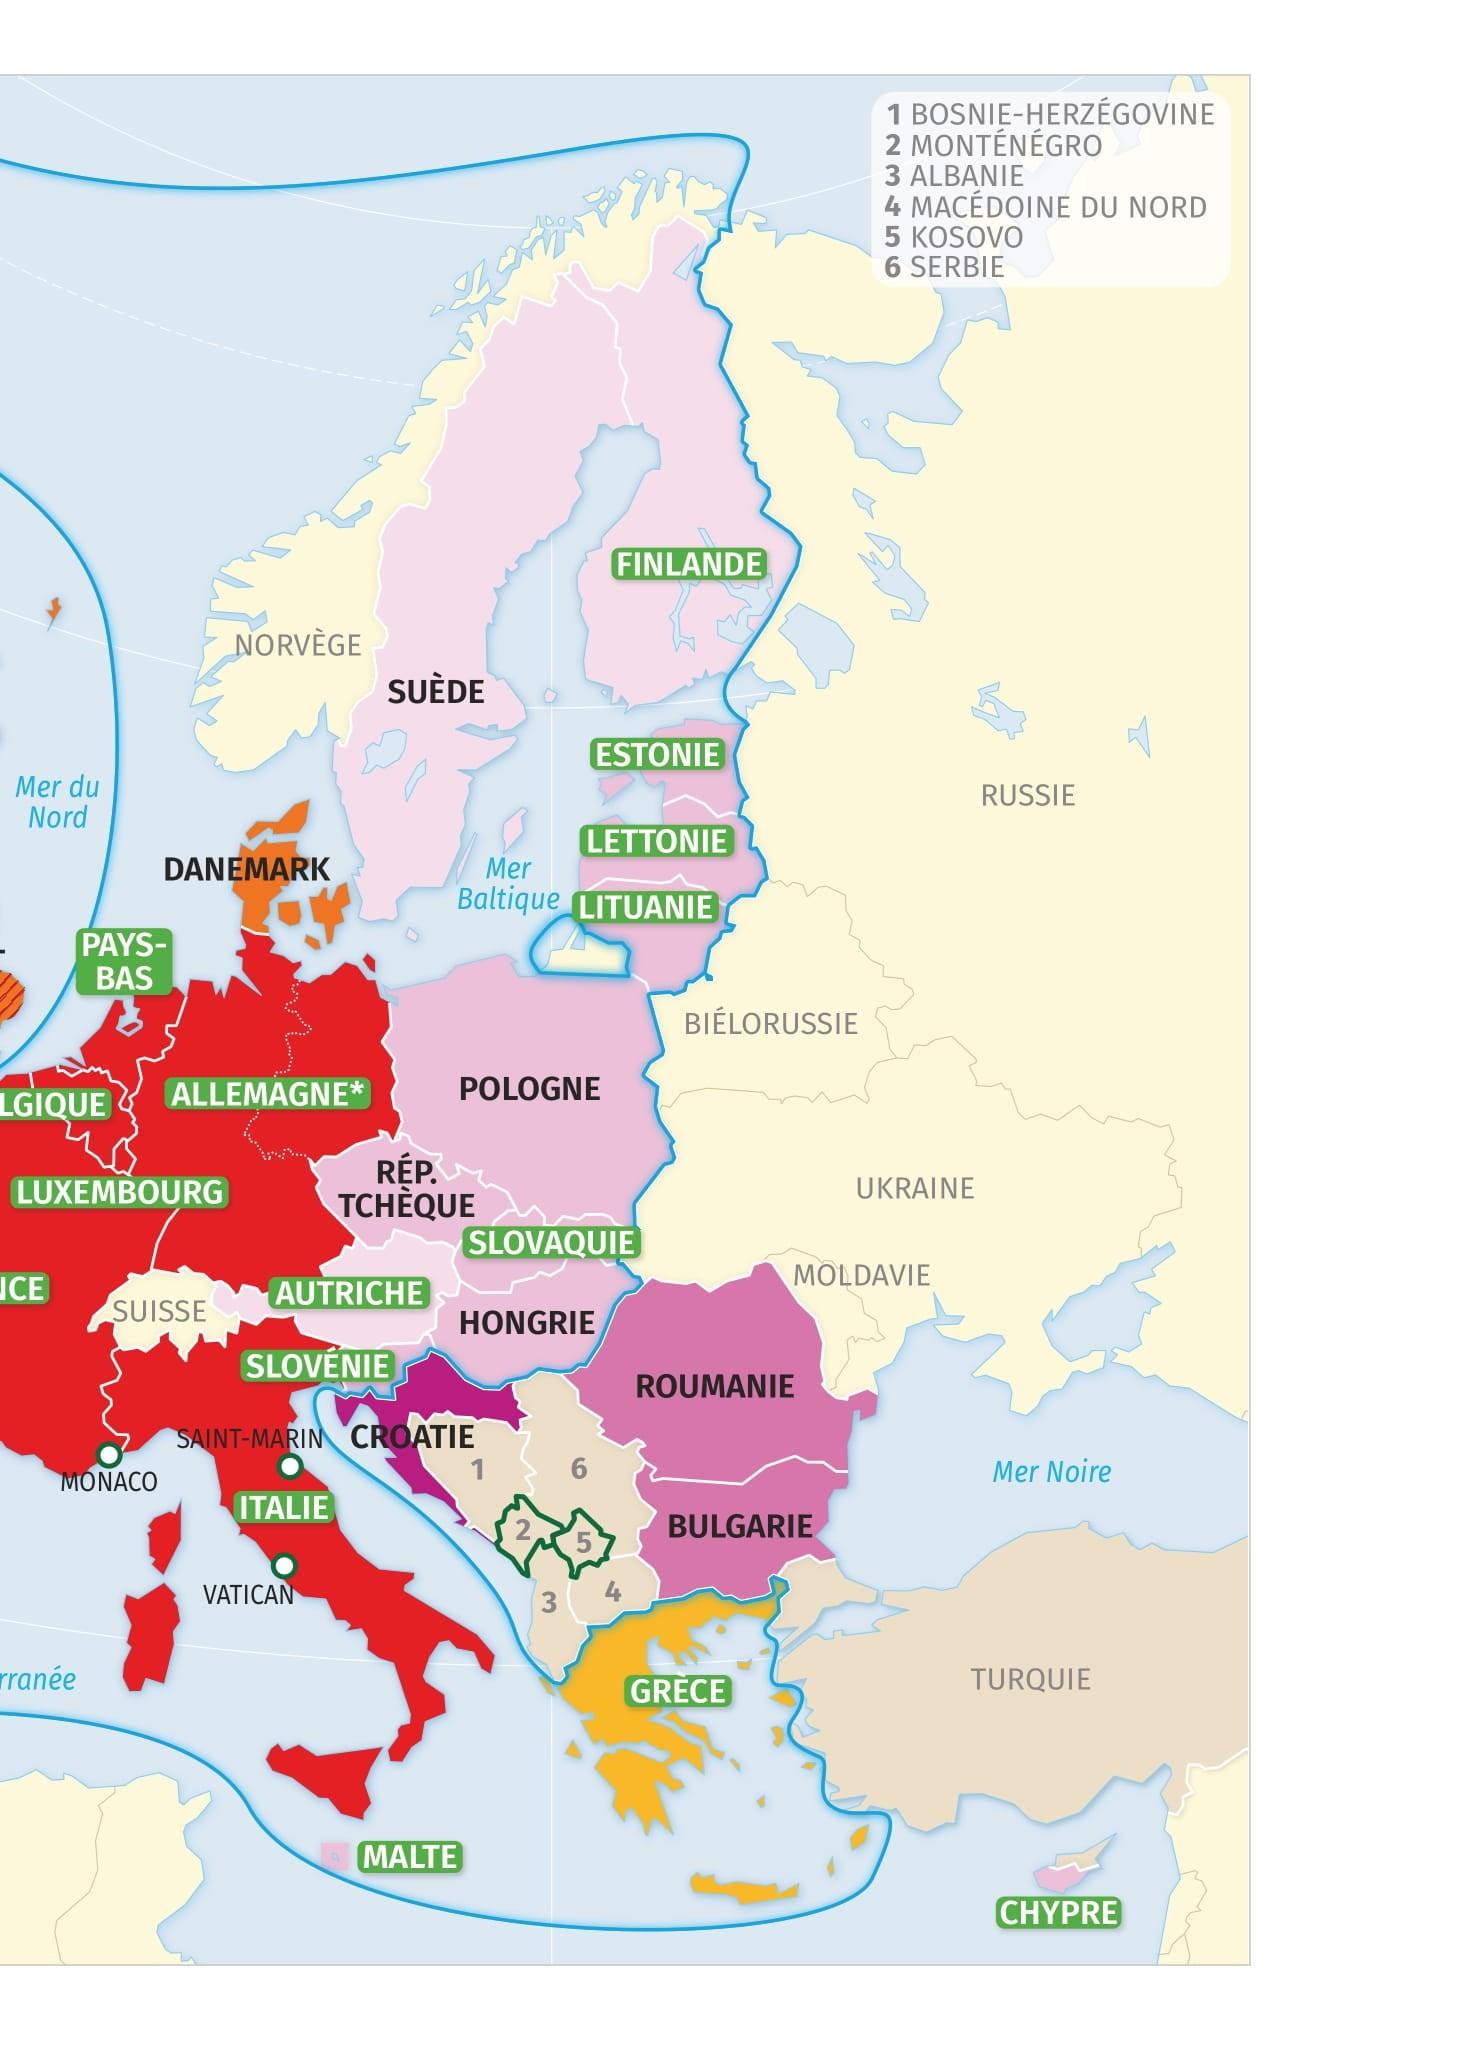 1 BOSNIE-HERZÉGOVINE
2 MONTÉNÉGRO
3 ALBANIE
4 MACÉDOINE DU NORD
5 KOSOVO
6 SERBIE
FINLANDE
NORVÈGE
SUÈDE
ESTONIE
Mer du
Nord
RUSSIE
LETTONIE
DANEMARK
Mer
Baltique
LITUANIE
PAYS-
BAS
BIÉLORUSSIE
POLOGNE
ALLEMAGNE*
LGIQUE
RÉP.
TCHÈQUE
LUXEMBOURG
UKRAINE
SLOVAQUIE
MOLDAVIE
NCE
AUTRICHE
SUISSE
HONGRIE
SLOVÉNIE
ROUMANIE
SAINT-MARIN
CROATIE
1
6
MONACO
Mer Noire
ITALIE
2
5
BULGARIE
VATICAN
3
4
rranée
GRÈCE
TURQUIE
MALTE
CHYPRE